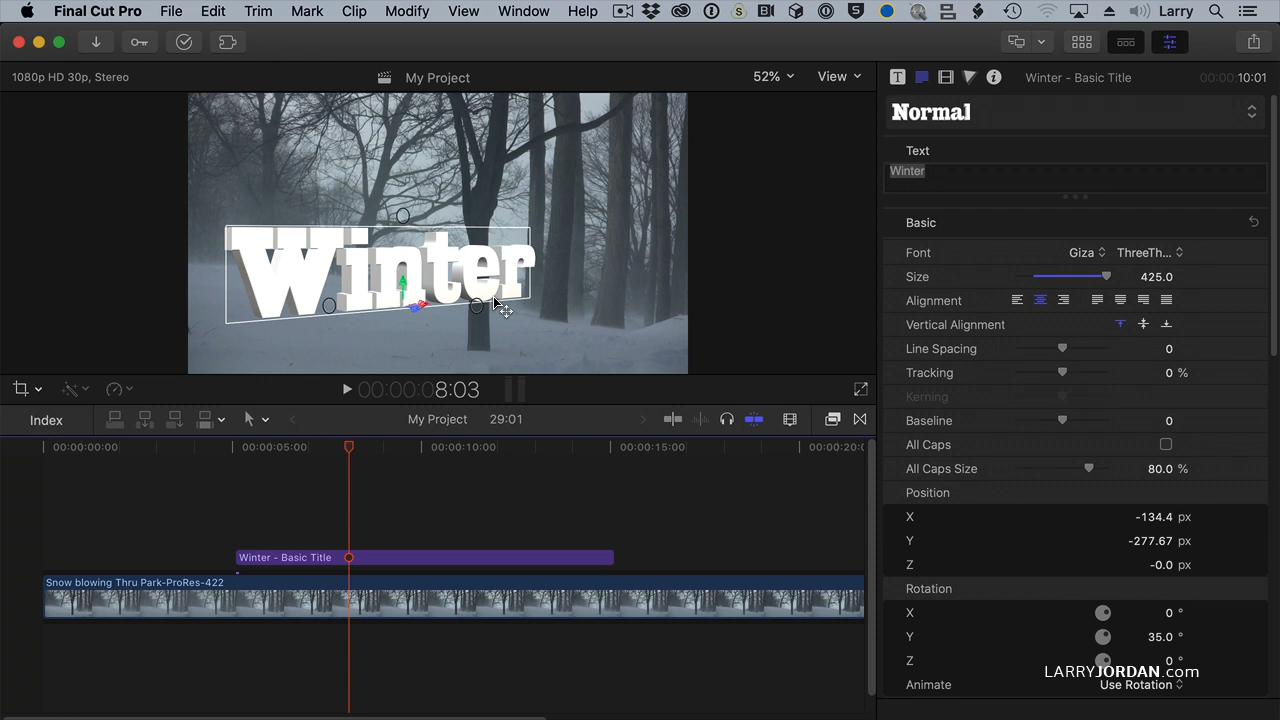 Final Cut Pro File Edit Trim Mark Clip Modify View Window Help Larry
1080p HD 30p, Stereo My Project 52% View
Winter - Basic Title 00:00:10:01
Normal
Text
Winter
Winter
Basic
Font Giza ThreeTh...
Size 425.0
Alignment
Vertical Alignment
Line Spacing 0
Tracking 0 %
Kerning
Baseline 0
All Caps
All Caps Size 80.0 %
Position
X -134.4 px
Y -277.67 px
Z -0.0 px
Rotation
X 0 °
Y 35.0 °
Z 0 °
Animate Use Rotation
LARRYJORDAN.com
00:00:08:03
Index My Project 29:01
00:00:00:00 00:00:05:00 00:00:10:00 00:00:15:00 00:00:20:0
Winter - Basic Title
Snow blowing Thru Park-ProRes-422